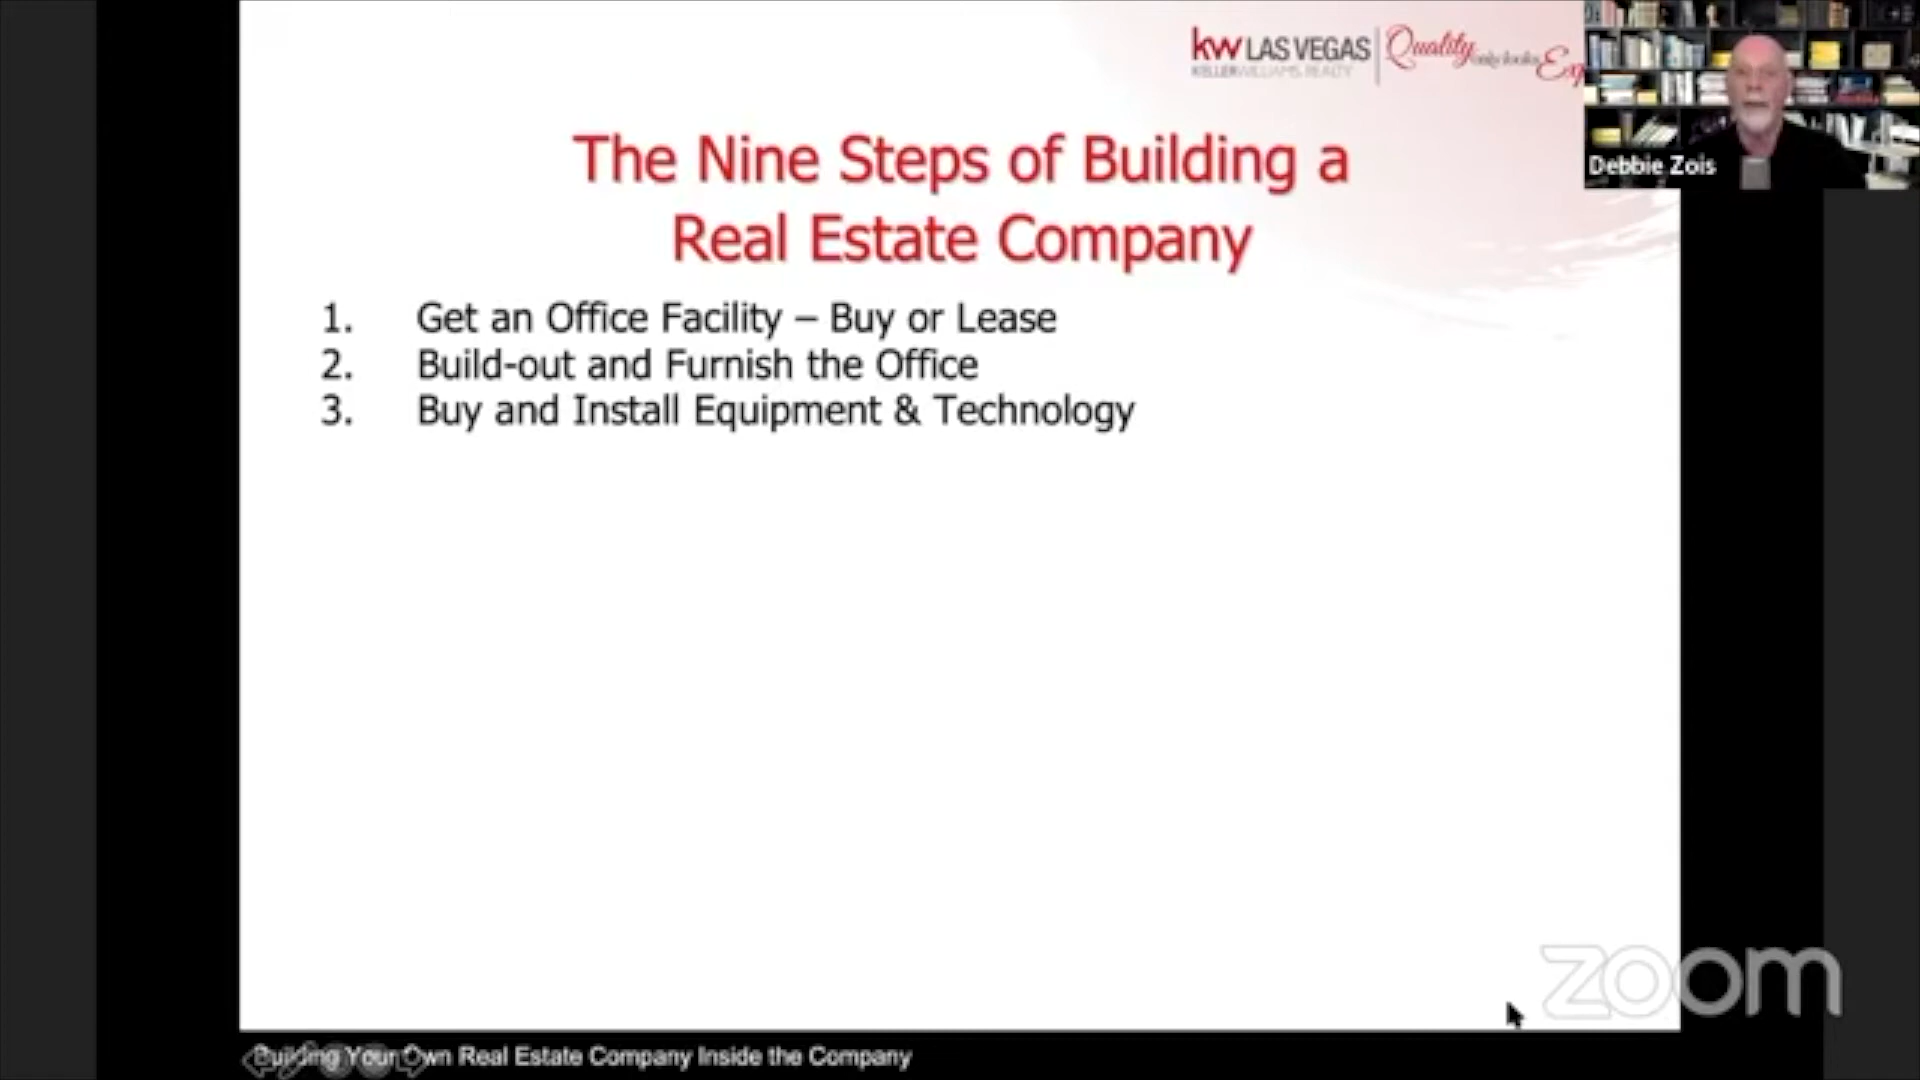 kw LAS VEGAS
KELLERWILLIAMS. REALTY
Quality
Debbie Zois
The Nine Steps of Building a
Real Estate Company
1. Get an Office Facility – Buy or Lease
2. Build-out and Furnish the Office
3. Buy and Install Equipment & Technology
zoom
Building Your Own Real Estate Company Inside the Company